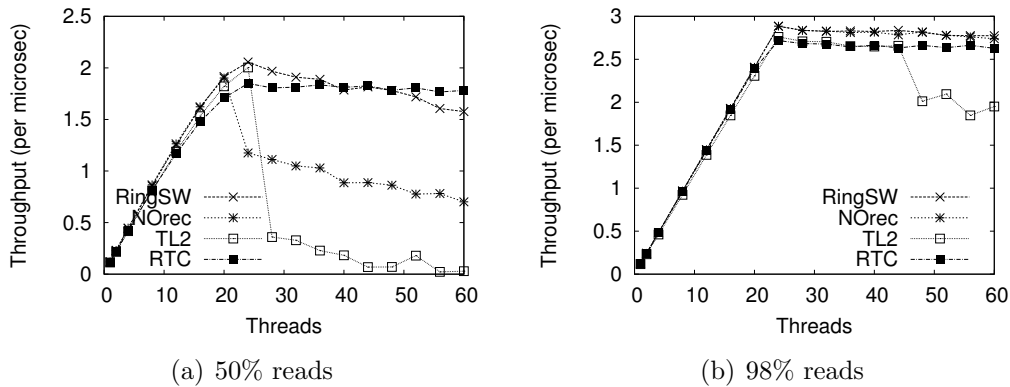 Throughput (per microsec)
2.5
2
1.5
1
0.5
0
RingSW
NOrec
TL2
RTC
0 10 20 30 40 50 60
Threads
(a) 50% reads
Throughput (per microsec)
3
2.5
2
1.5
1
0.5
0
RingSW
NOrec
TL2
RTC
0 10 20 30 40 50 60
Threads
(b) 98% reads